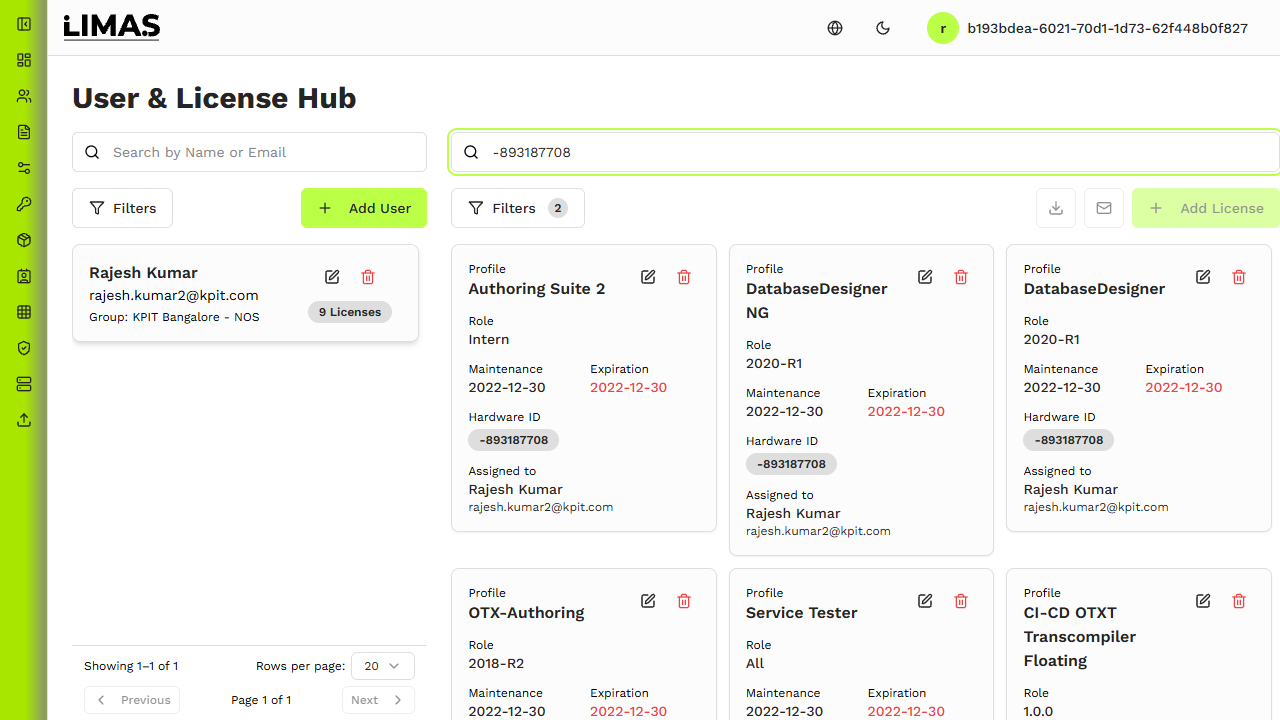 LIMAS
r
b193bdea-6021-70d1-1d73-62f448b0f827
User & License Hub
Search by Name or Email
-893187708
Filters
Add User
Filters 2
Add License
Rajesh Kumar
rajesh.kumar2@kpit.com
Group: KPIT Bangalore - NOS
9 Licenses
Profile
Authoring Suite 2
Role
Intern
Maintenance Expiration
2022-12-30 2022-12-30
Hardware ID
-893187708
Assigned to
Rajesh Kumar
rajesh.kumar2@kpit.com
Profile
DatabaseDesigner
NG
Role
2020-R1
Maintenance Expiration
2022-12-30 2022-12-30
Hardware ID
-893187708
Assigned to
Rajesh Kumar
rajesh.kumar2@kpit.com
Profile
DatabaseDesigner
Role
2020-R1
Maintenance Expiration
2022-12-30 2022-12-30
Hardware ID
-893187708
Assigned to
Rajesh Kumar
rajesh.kumar2@kpit.com
Profile
OTX-Authoring
Role
2018-R2
Maintenance Expiration
2022-12-30 2022-12-30
Profile
Service Tester
Role
All
Maintenance Expiration
2022-12-30 2022-12-30
Profile
CI-CD OTXT
Transcompiler
Floating
Role
1.0.0
Showing 1–1 of 1
Rows per page: 20
Previous
Page 1 of 1
Next